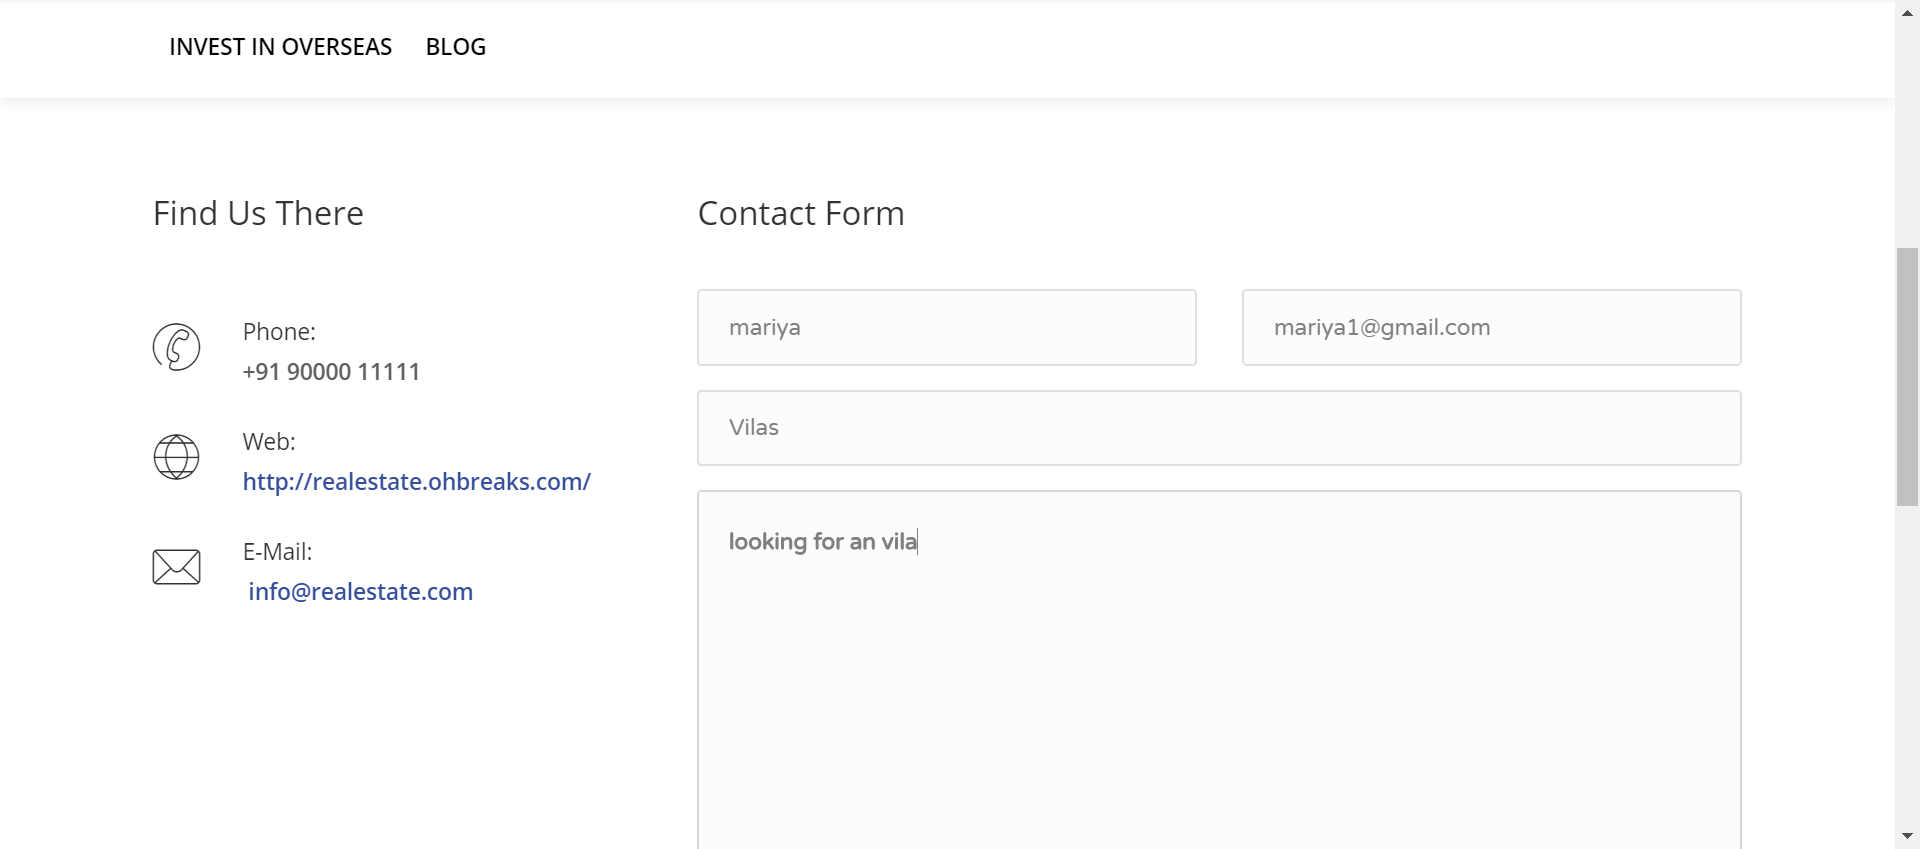 INVEST IN OVERSEAS BLOG
Find Us There
Phone:
+91 90000 11111
Web:
http://realestate.ohbreaks.com/
E-Mail:
info@realestate.com
Contact Form
mariya
mariya1@gmail.com
Vilas
looking for an vila